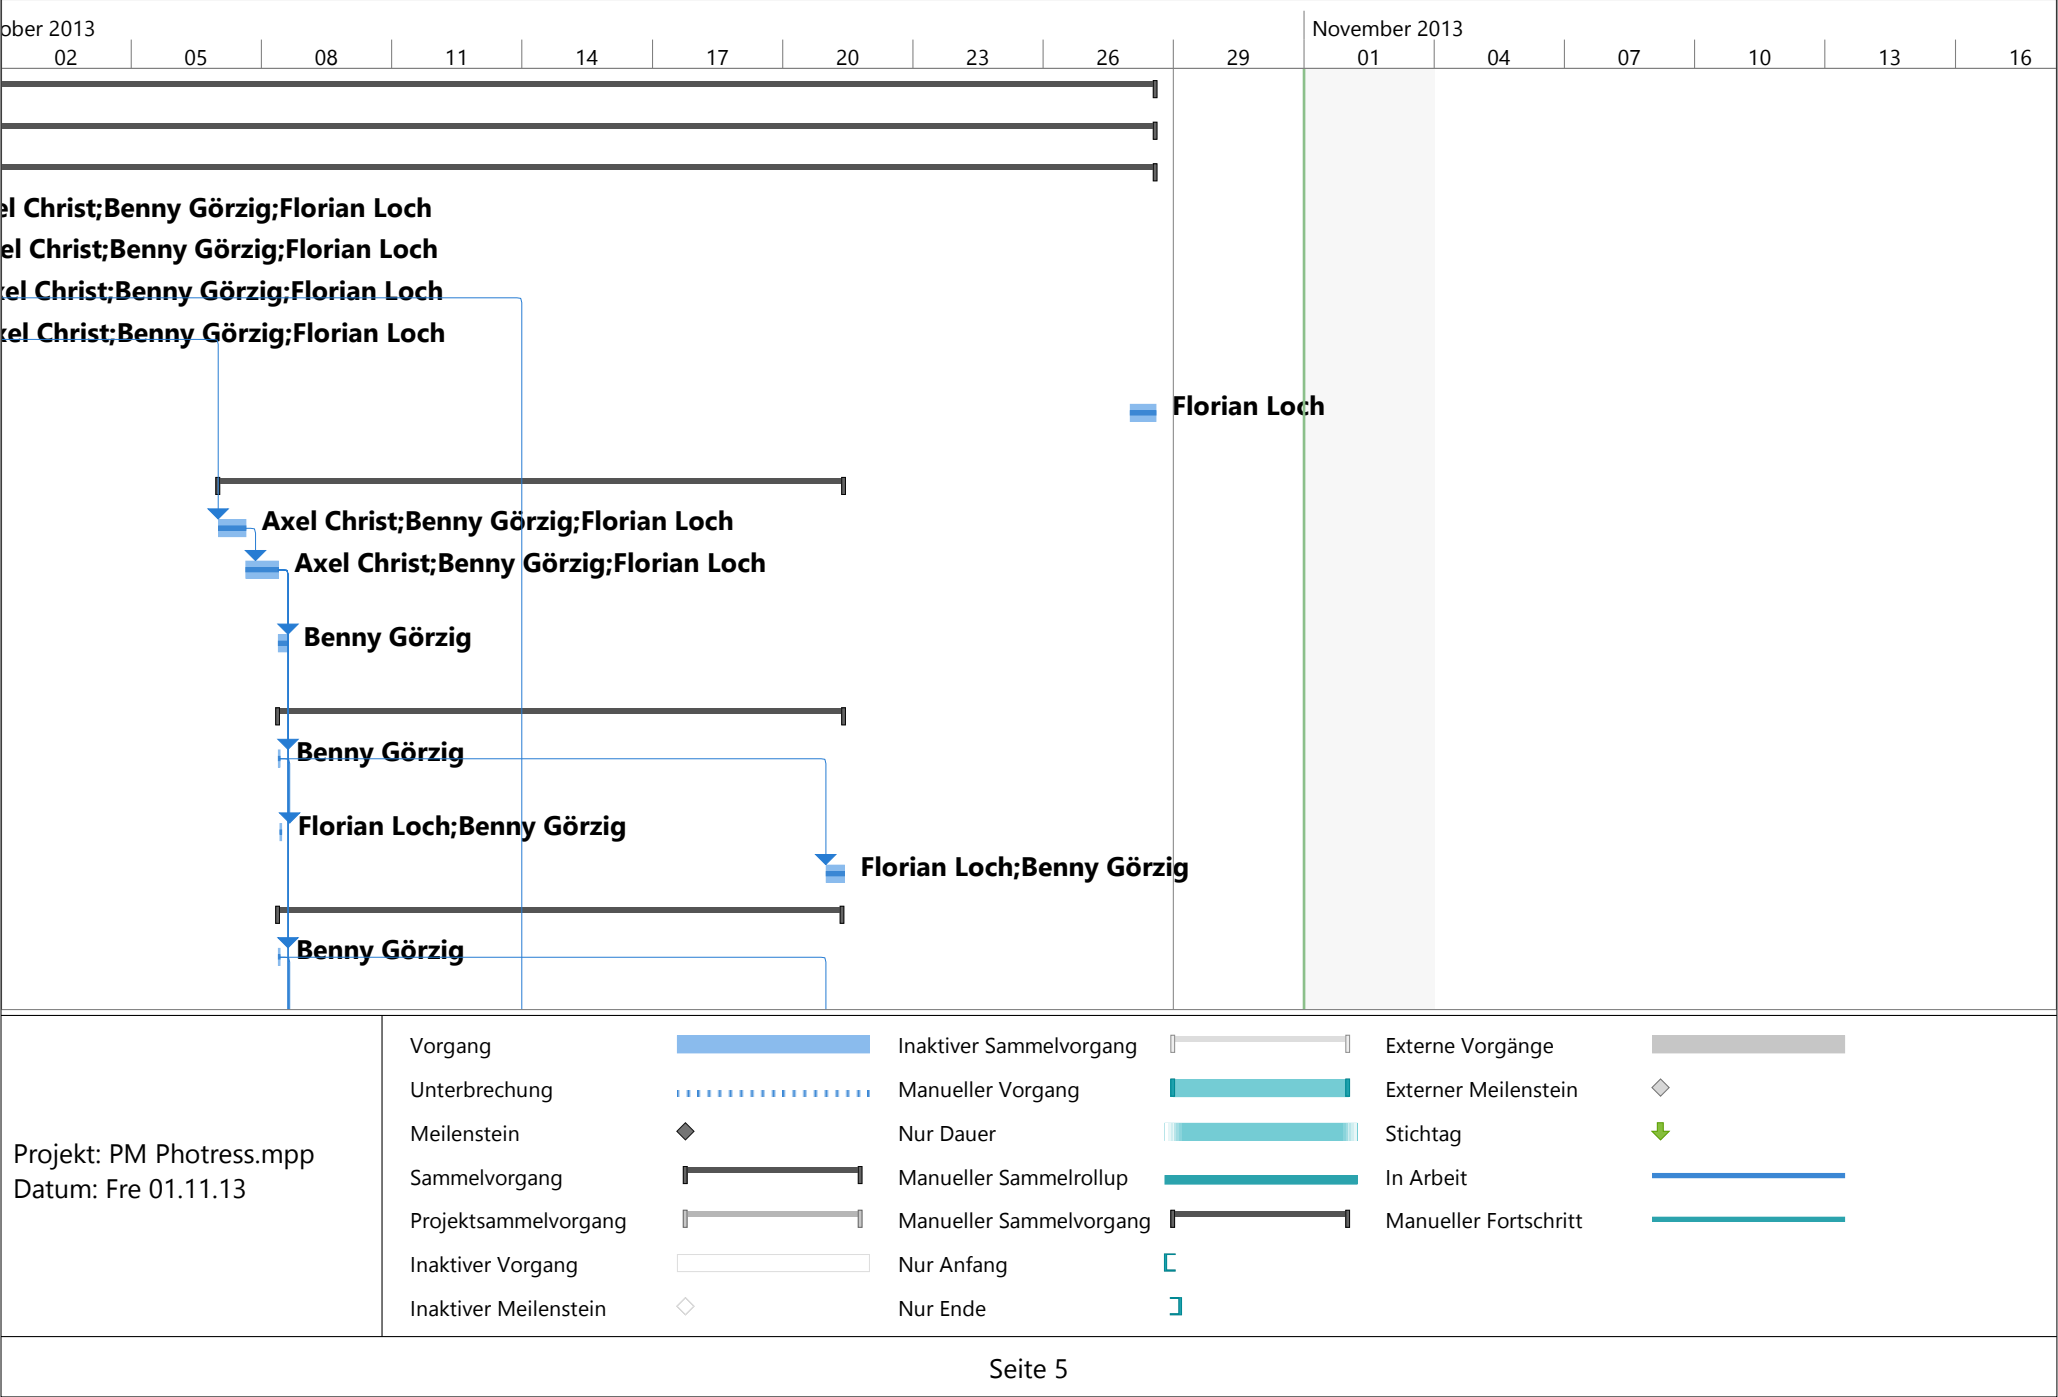 ober 2013 November 2013
02 05 08 11 14 17 20 23 26 29 01 04 07 10 13 16
el Christ;Benny Görzig;Florian Loch
el Christ;Benny Görzig;Florian Loch
xel Christ;Benny Görzig;Florian Loch
xel Christ;Benny Görzig;Florian Loch
Florian Loch
Axel Christ;Benny Görzig;Florian Loch
Axel Christ;Benny Görzig;Florian Loch
Benny Görzig
Benny Görzig
Florian Loch;Benny Görzig
Florian Loch;Benny Görzig
Benny Görzig
Projekt: PM Photress.mpp
Datum: Fre 01.11.13
Vorgang
Unterbrechung
Meilenstein
Sammelvorgang
Projektsammelvorgang
Inaktiver Vorgang
Inaktiver Meilenstein
Inaktiver Sammelvorgang
Manueller Vorgang
Nur Dauer
Manueller Sammelrollup
Manueller Sammelvorgang
Nur Anfang
Nur Ende
Externe Vorgänge
Externer Meilenstein
Stichtag
In Arbeit
Manueller Fortschritt
Seite 5